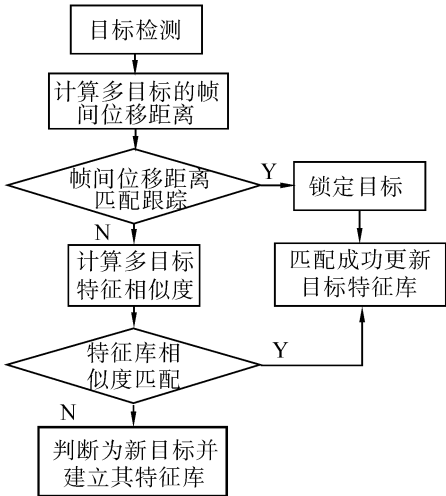 目标检测
计算多目标的帧
间位移距离
帧间位移距离
匹配跟踪
Y
锁定目标
N
计算多目标
特征相似度
匹配成功更新
目标特征库
特征库相
似度匹配
Y
N
判断为新目标并
建立其特征库